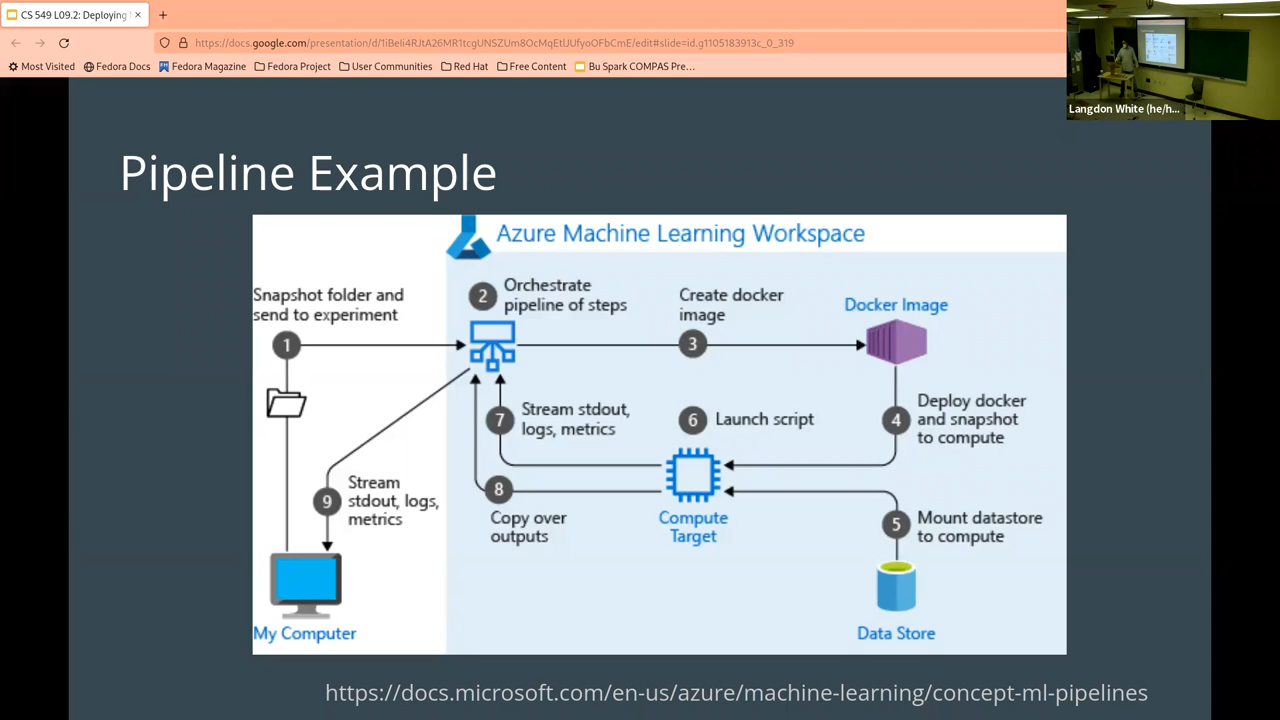 CS 549 L09.2: Deploying
https://docs.google.com/presentation/d/1iBeli4RJtA26MR1tcgUNSZUm8OcMqEtlJUfyoOFbCmE/edit#slide=id.g1105183913c_0_319
Most Visited
Fedora Docs
Fedora Magazine
Fedora Project
User Communities
Red Hat
Free Content
Bu Spark COMPAS Pre…
Langdon White (he/h...
Pipeline Example
Azure Machine Learning Workspace
Snapshot folder and
send to experiment
1
2
Orchestrate
pipeline of steps
Create docker
image
3
Docker Image
4
Deploy docker
and snapshot
to compute
7
Stream stdout,
logs, metrics
6
Launch script
9
Stream
stdout, logs,
metrics
8
Copy over
outputs
Compute
Target
5
Mount datastore
to compute
My Computer
Data Store
https://docs.microsoft.com/en-us/azure/machine-learning/concept-ml-pipelines